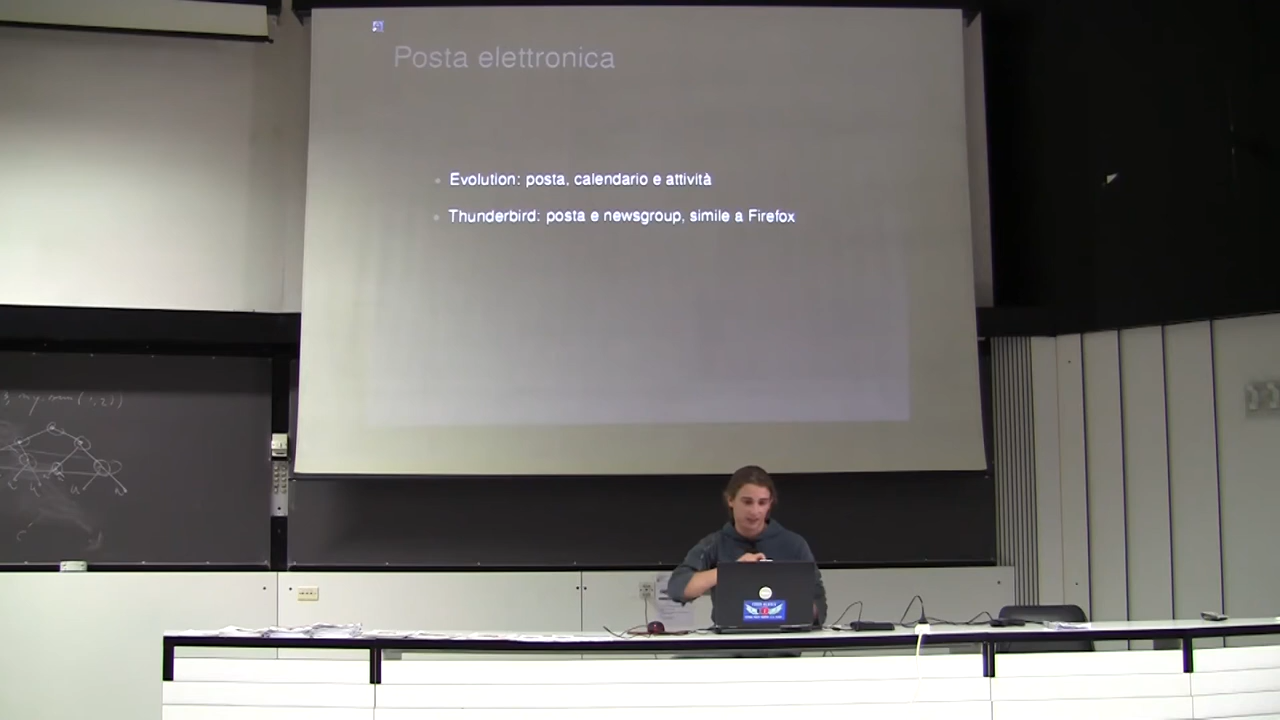 Posta elettronica
Evolution: posta, calendario e attività
Thunderbird: posta e newsgroup, simile a Firefox